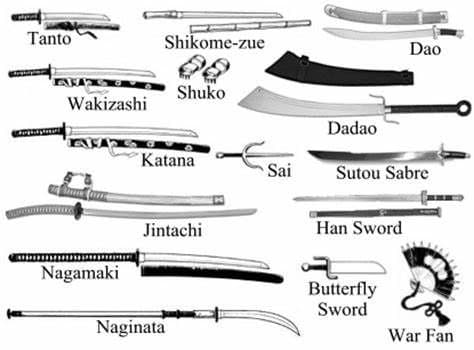 Tanto
Shikome-zue
Dao
Wakizashi
Shuko
Dadao
Katana
Sai
Sutou Sabre
Jintachi
Han Sword
Nagamaki
Butterfly
Sword
Naginata
War Fan